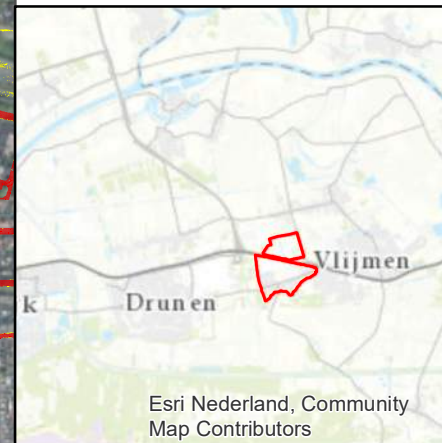 Vlijmen
k
Drunen
Esri Nederland, Community
Map Contributors